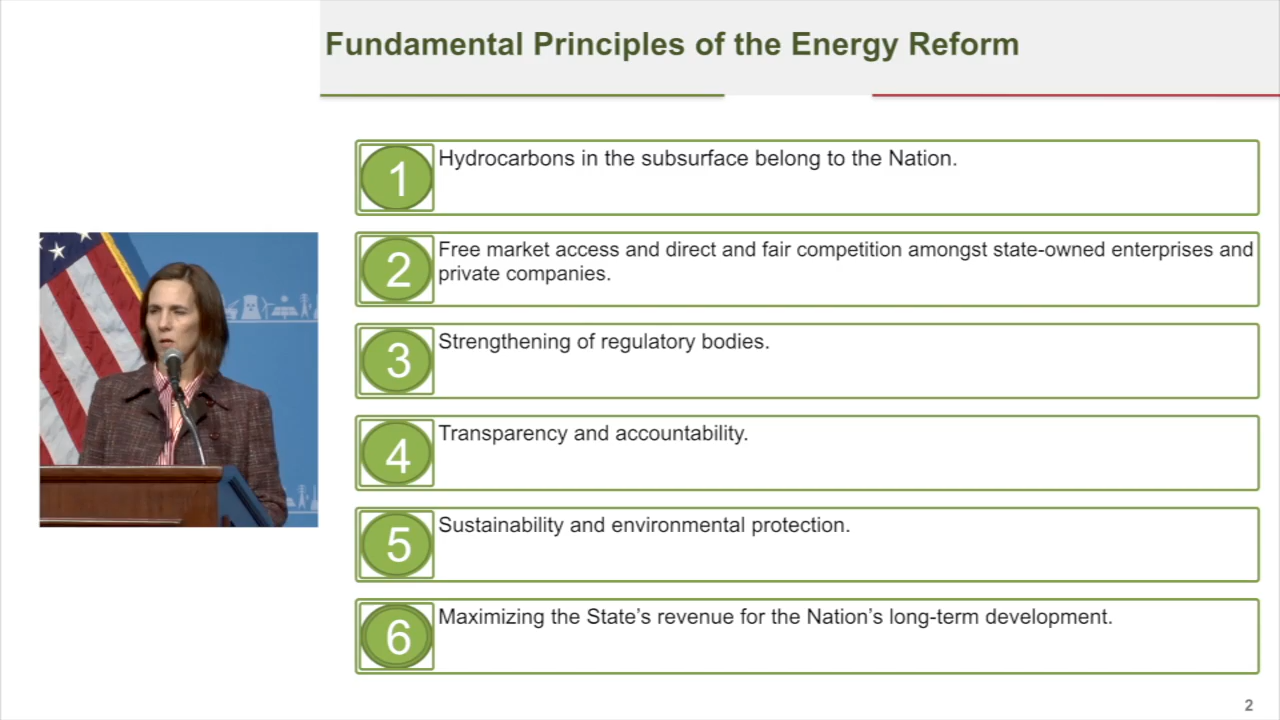 Fundamental Principles of the Energy Reform
1
Hydrocarbons in the subsurface belong to the Nation.
2
Free market access and direct and fair competition amongst state-owned enterprises and
private companies.
3
Strengthening of regulatory bodies.
4
Transparency and accountability.
5
Sustainability and environmental protection.
6
Maximizing the State’s revenue for the Nation’s long-term development.
2